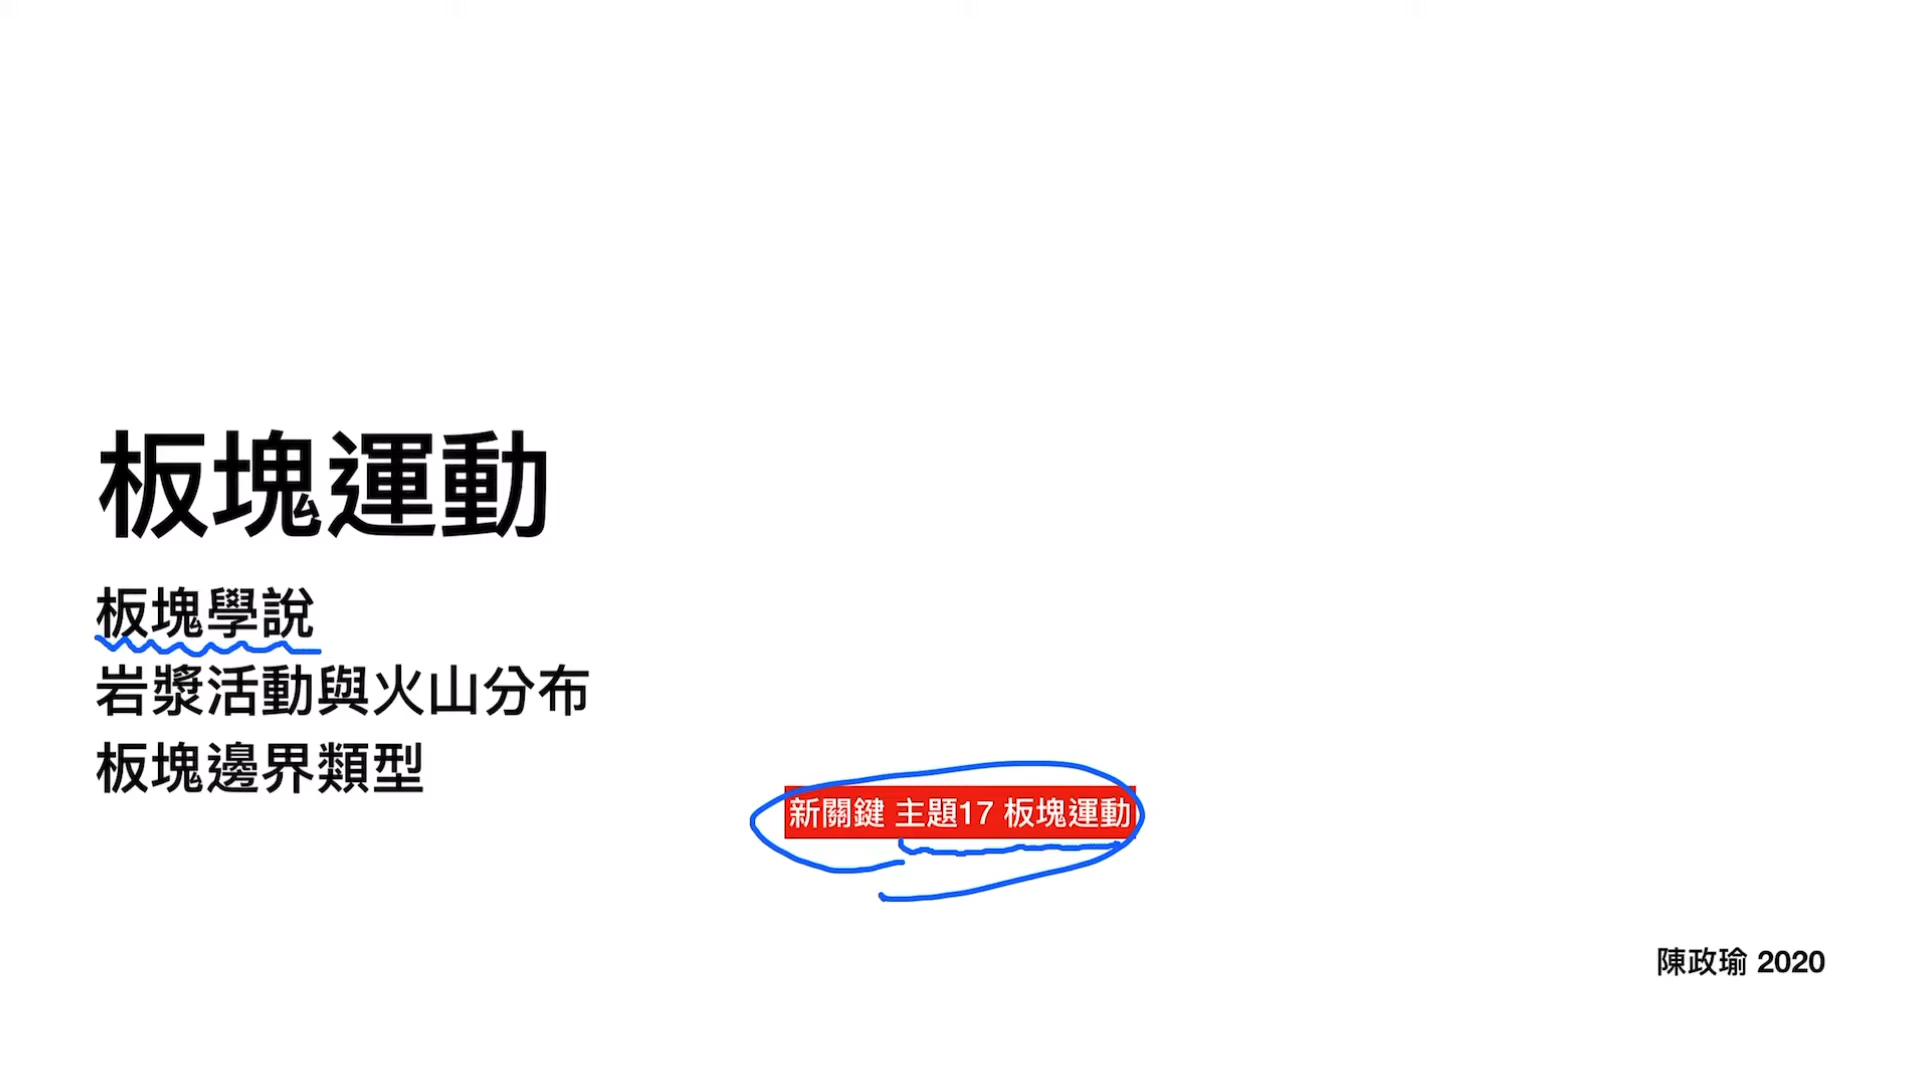 板塊運動
板塊學說
岩漿活動與火山分布
板塊邊界類型
新關鍵 主題17 板塊運動
陳政瑜 2020